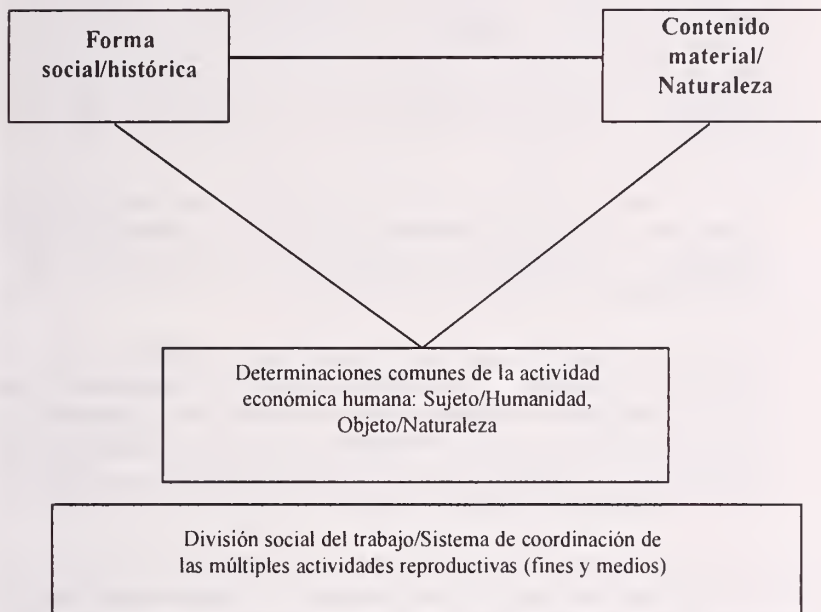 Forma
social/histórica
Contenido
material/
Naturaleza
Determinaciones comunes de la actividad
económica humana: Sujeto/Humanidad,
Objeto/Naturaleza
División social del trabajo/Sistema de coordinación de
las múltiples actividades reproductivas (fines y medios)